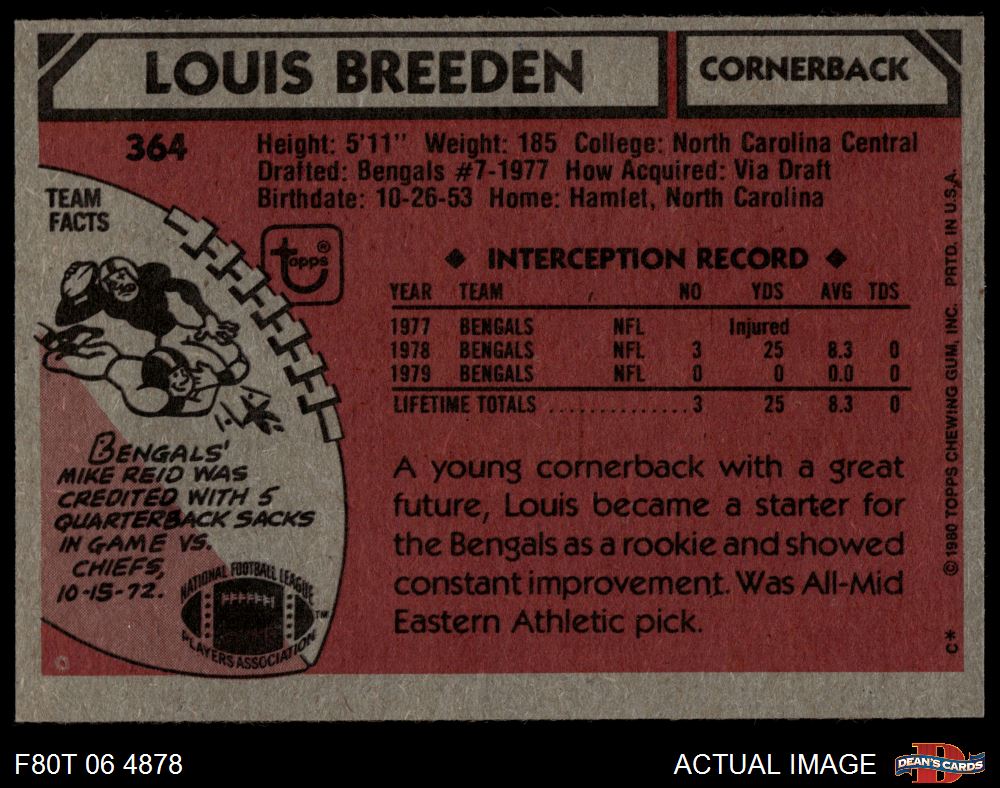 LOUIS BREEDEN
CORNERBACK
364
Height: 5'11" Weight: 185 College: North Carolina Central
Drafted: Bengals #7-1977 How Acquired: Via Draft
Birthdate: 10-26-53 Home: Hamlet, North Carolina
TEAM
FACTS
topps®
◆ INTERCEPTION RECORD ◆
YEAR TEAM NO YDS AVG TDS
1977 BENGALS NFL Injured
1978 BENGALS NFL 3 25 8.3 0
1979 BENGALS NFL 0 0 0.0 0
LIFETIME TOTALS .............3 25 8.3 0
BENGALS'
MIKE REID WAS
CREDITED WITH 5
QUARTERBACK SACKS
IN GAME VS.
CHIEFS,
10-15-72.
NATIONAL FOOTBALL LEAGUE
PLAYERS ASSOCIATION
TM
A young cornerback with a great
future, Louis became a starter for
the Bengals as a rookie and showed
constant improvement. Was All-Mid
Eastern Athletic pick.
C* ©1980 TOPPS CHEWING GUM, INC. PRTD. IN U.S.A.
F80T 06 4878
ACTUAL IMAGE
DEAN'S CARDS